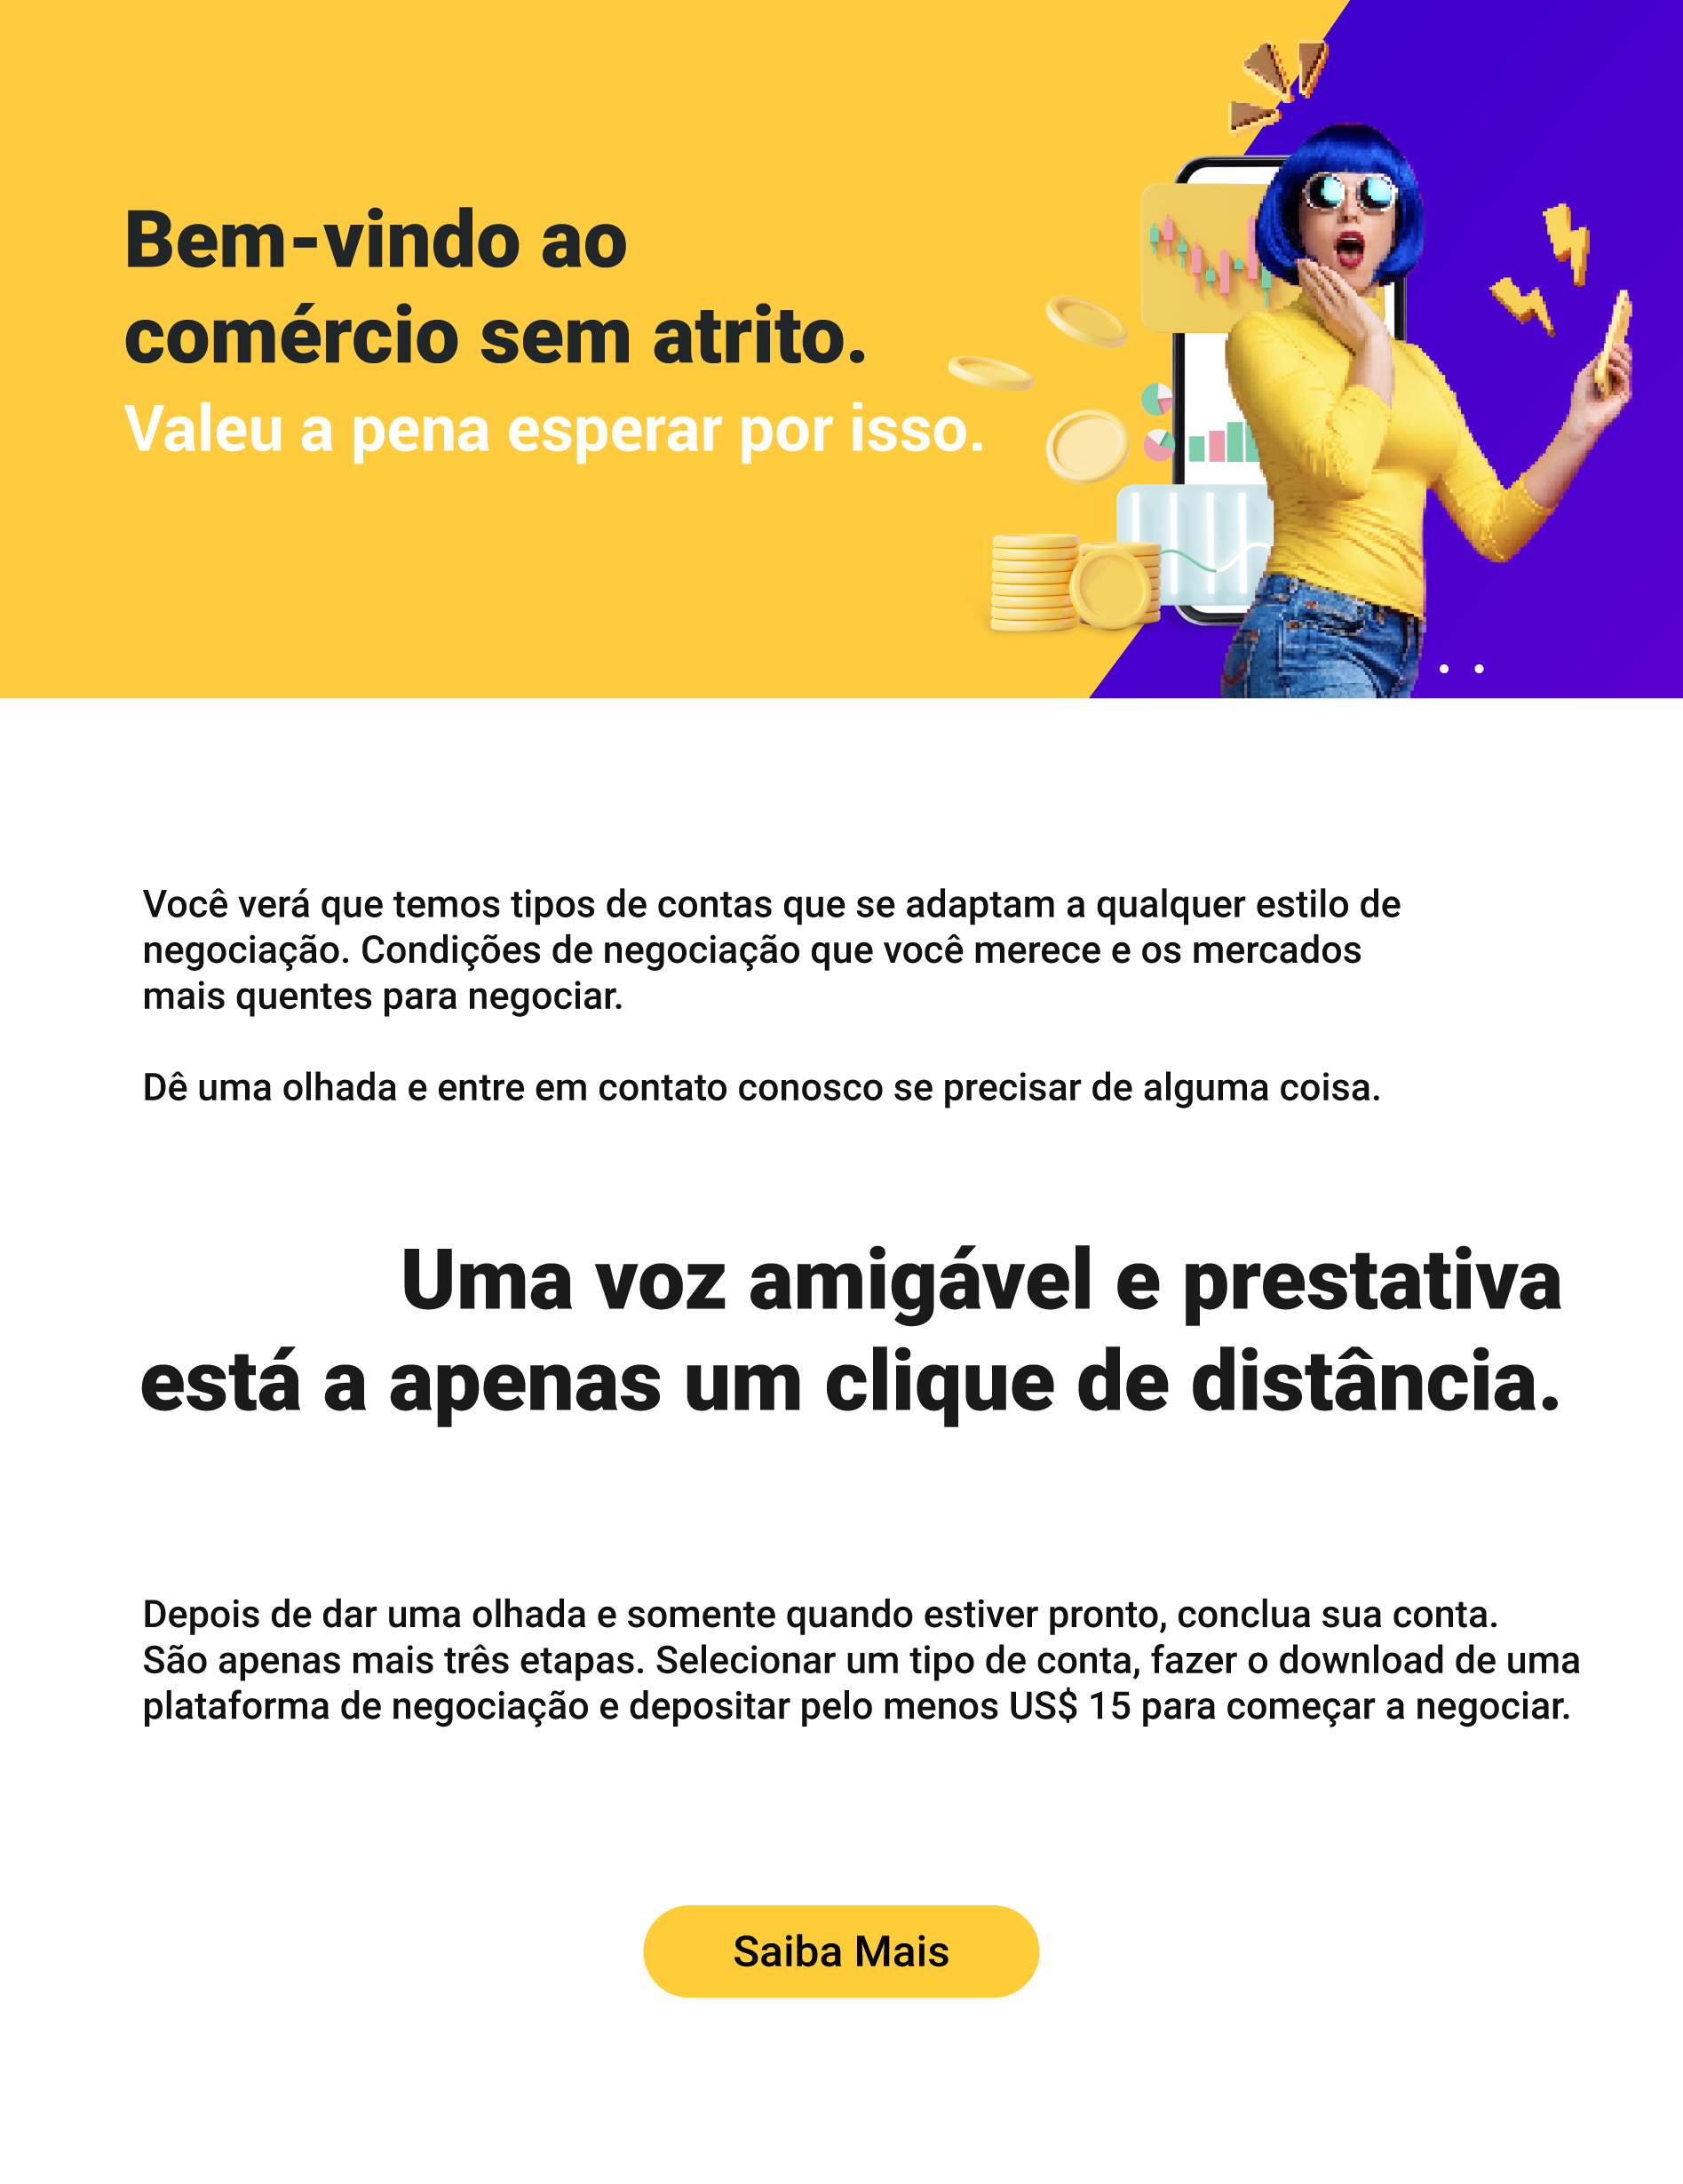 Bem-vindo ao
comércio sem atrito.
Valeu a pena esperar por isso.
Você verá que temos tipos de contas que se adaptam a qualquer estilo de
negociação. Condições de negociação que você merece e os mercados
mais quentes para negociar.
Dê uma olhada e entre em contato conosco se precisar de alguma coisa.
Uma voz amigável e prestativa
está a apenas um clique de distância.
Depois de dar uma olhada e somente quando estiver pronto, conclua sua conta.
São apenas mais três etapas. Selecionar um tipo de conta, fazer o download de uma
plataforma de negociação e depositar pelo menos US$ 15 para começar a negociar.
Saiba Mais